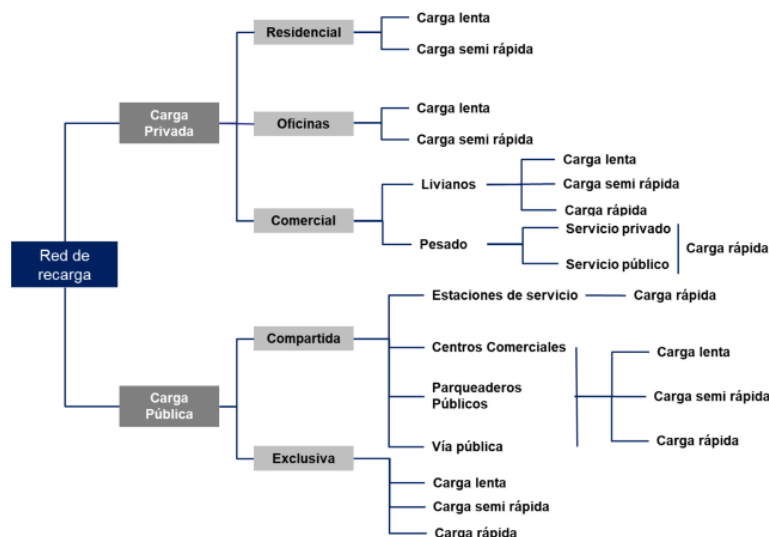 Red de
recarga
Carga
Privada
Residencial
Carga lenta
Carga semi rápida
Oficinas
Carga lenta
Carga semi rápida
Comercial
Livianos
Carga lenta
Carga semi rápida
Carga rápida
Pesado
Servicio privado
Servicio público
Carga rápida
Carga
Pública
Compartida
Estaciones de servicio
Carga rápida
Centros Comerciales
Parqueaderos
Públicos
Vía pública
Carga lenta
Carga semi rápida
Carga rápida
Exclusiva
Carga lenta
Carga semi rápida
Carga rápida